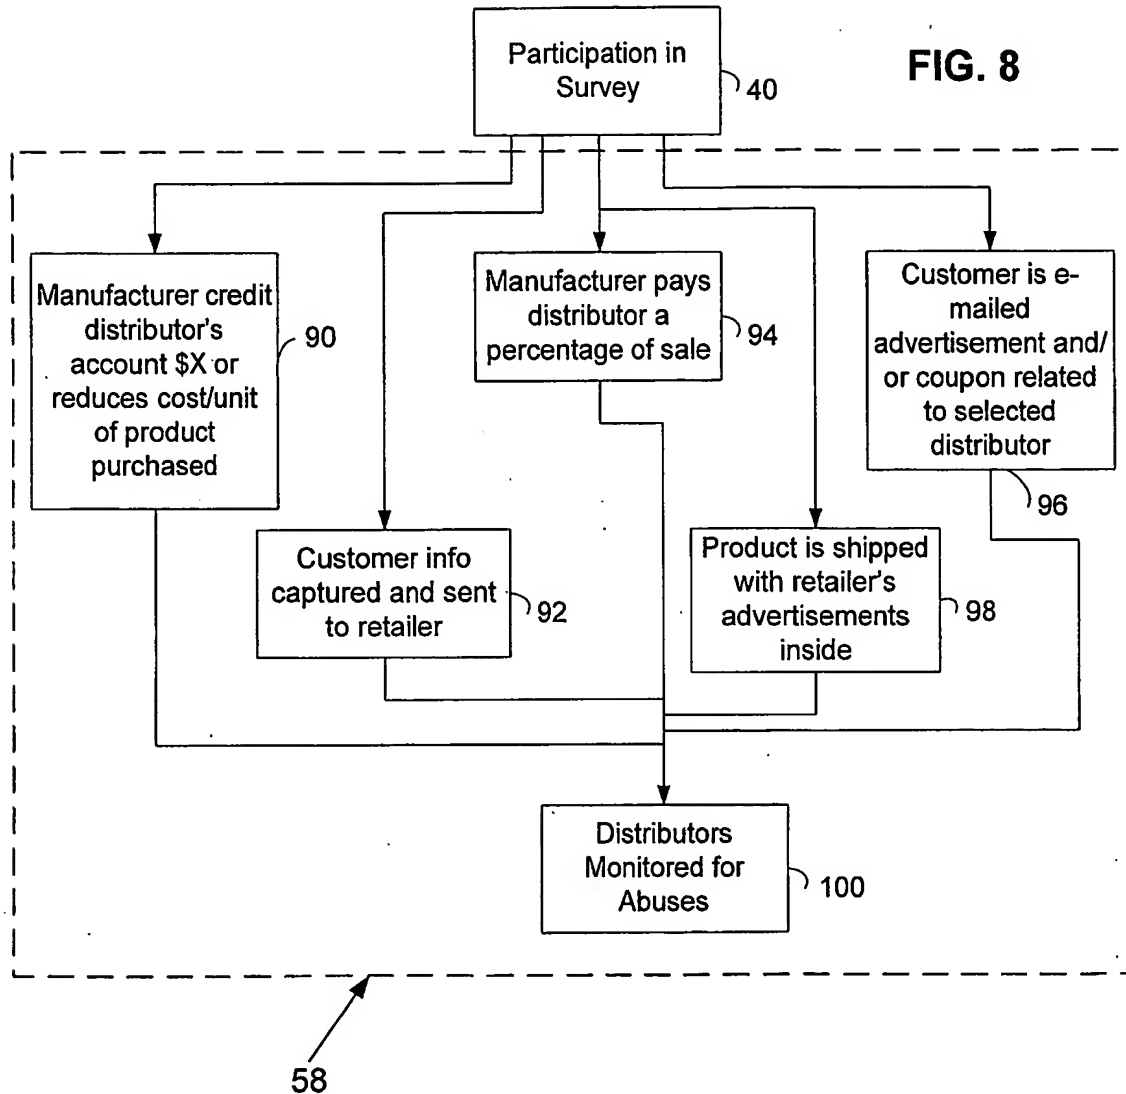 Participation in
Survey
40
FIG. 8
Manufacturer credit
distributor's
account $X or
reduces cost/unit
of product
purchased
90
Manufacturer pays
distributor a
percentage of sale
94
Customer is e-
mailed
advertisement and/
or coupon related
to selected
distributor
96
Customer info
captured and sent
to retailer
92
Product is shipped
with retailer's
advertisements
inside
98
Distributors
Monitored for
Abuses
100
58